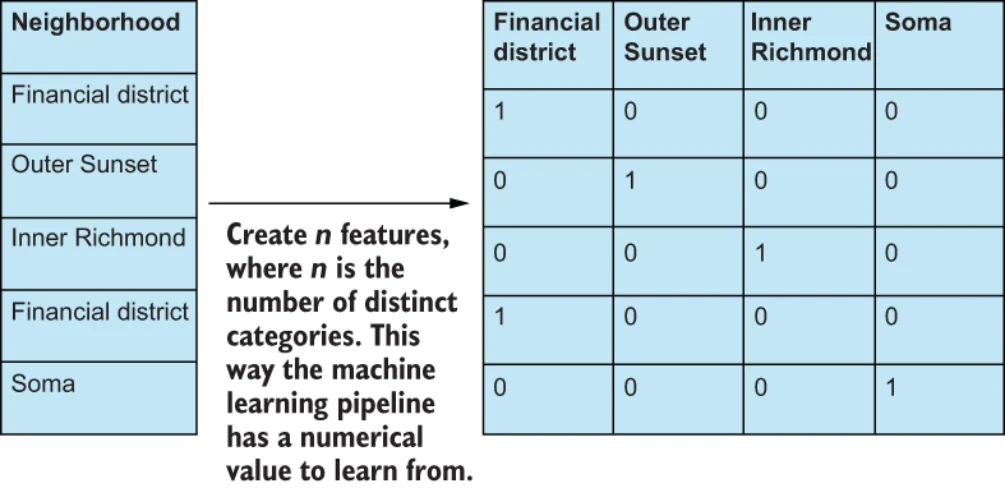 Neighborhood
Financial district
Outer Sunset
Inner Richmond
Financial district
Soma
Create n features,
where n is the
number of distinct
categories. This
way the machine
learning pipeline
has a numerical
value to learn from.
Financial district Outer Sunset Inner Richmond Soma
1 0 0 0
0 1 0 0
0 0 1 0
1 0 0 0
0 0 0 1